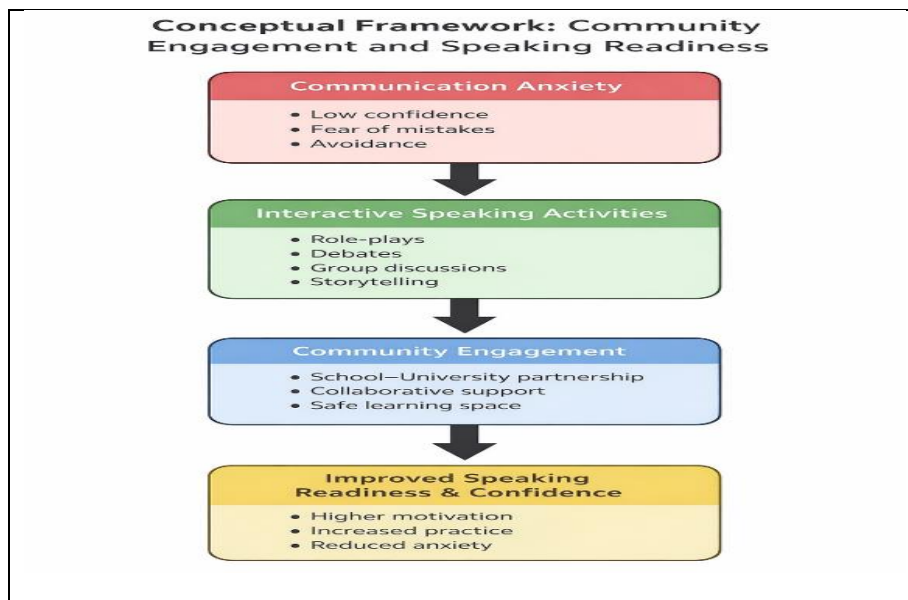 Conceptual Framework: Community
Engagement and Speaking Readiness
Communication Anxiety
• Low confidence
• Fear of mistakes
• Avoidance
Interactive Speaking Activities
• Role-plays
• Debates
• Group discussions
• Storytelling
Community Engagement
• School–University partnership
• Collaborative support
• Safe learning space
Improved Speaking
Readiness & Confidence
• Higher motivation
• Increased practice
• Reduced anxiety